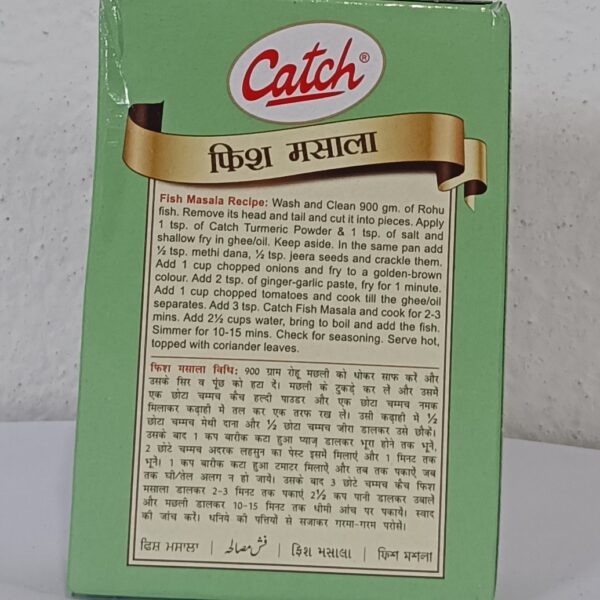 Catch®
फिश मसाला
Fish Masala Recipe: Wash and Clean 900 gm. of Rohu
fish. Remove its head and tail and cut it into pieces. Apply
1 tsp. of Catch Turmeric Powder & 1 tsp. of salt and
shallow fry in ghee/oil. Keep aside. In the same pan add
½ tsp. methi dana, ½ tsp. jeera seeds and crackle them.
Add 1 cup chopped onions and fry to a golden-brown
colour. Add 2 tsp. of ginger-garlic paste, fry for 1 minute.
Add 1 cup chopped tomatoes and cook till the ghee/oil
separates. Add 3 tsp. Catch Fish Masala and cook for 2-3
mins. Add 2½ cups water, bring to boil and add the fish.
Simmer for 10-15 mins. Check for seasoning. Serve hot,
topped with coriander leaves.
फिश मसाला विधि: 900 ग्राम रोहू मछली को धोकर साफ करें और
उसके सिर व पूंछ को हटा दें। मछली के टुकड़े कर लें और उसमें
एक छोटा चम्मच कैच हल्दी पाउडर और एक छोटा चम्मच नमक
मिलाकर कढ़ाही में तल कर एक तरफ रख लें। उसी कढ़ाही में ½
छोटा चम्मच मेथी दाना और ½ छोटा चम्मच जीरा डालकर उसे छौंकें।
उसके बाद 1 कप बारीक कटा हुआ प्याज़ डालकर भूरा होने तक भूनें,
2 छोटे चम्मच अदरक लहसुन का पेस्ट इसमें मिलाएँ और 1 मिनट तक
भूनें। 1 कप बारीक कटा हुआ टमाटर मिलाएँ और तब तक पकाएँ जब
तक घी/तेल अलग न हो जाये। उसके बाद 3 छोटे चम्मच कैच फिश
मसाला डालकर 2-3 मिनट तक पकाएं 2½ कप पानी डालकर उबालें
और मछली डालकर 10-15 मिनट तक धीमी आंच पर पकायें। स्वाद
की जांच करें। धनिये की पत्तियों से सजाकर गरमा-गरम परोसें।
ਫਿਸ਼ ਮਸਾਲਾ | فش مصالحہ | ફિશ મસાલા | ফিশ মশলা